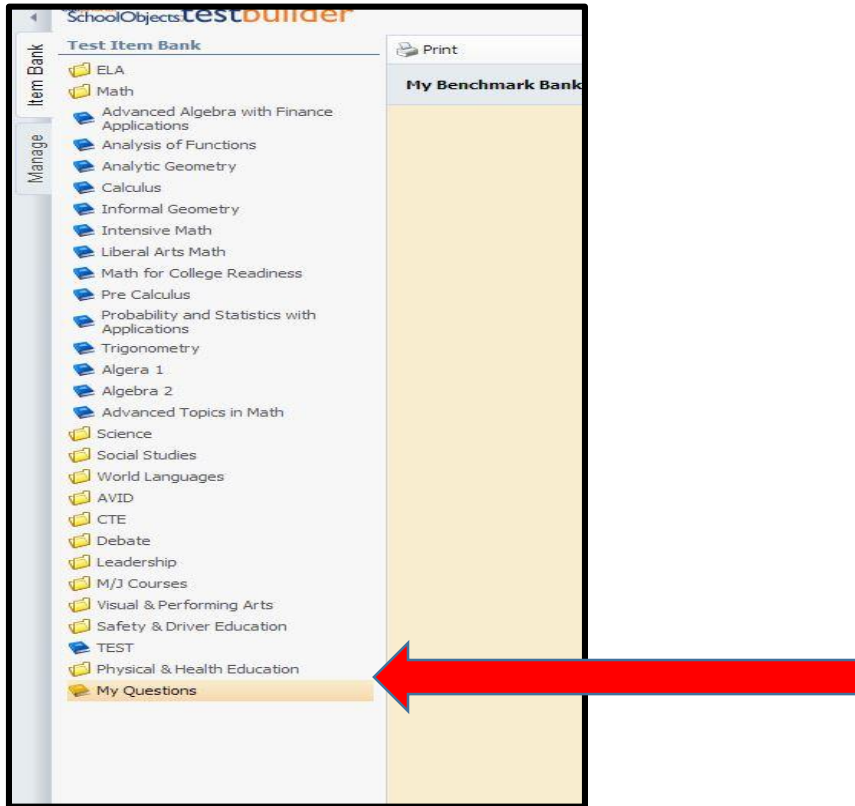 SchoolObjects:testbuilder
Test Item Bank
Print
Item Bank
ELA
My Benchmark Bank
Math
Advanced Algebra with Finance
Applications
Manage
Analysis of Functions
Analytic Geometry
Calculus
Informal Geometry
Intensive Math
Liberal Arts Math
Math for College Readiness
Pre Calculus
Probability and Statistics with
Applications
Trigonometry
Algera 1
Algebra 2
Advanced Topics in Math
Science
Social Studies
World Languages
AVID
CTE
Debate
Leadership
M/J Courses
Visual & Performing Arts
Safety & Driver Education
TEST
Physical & Health Education
My Questions